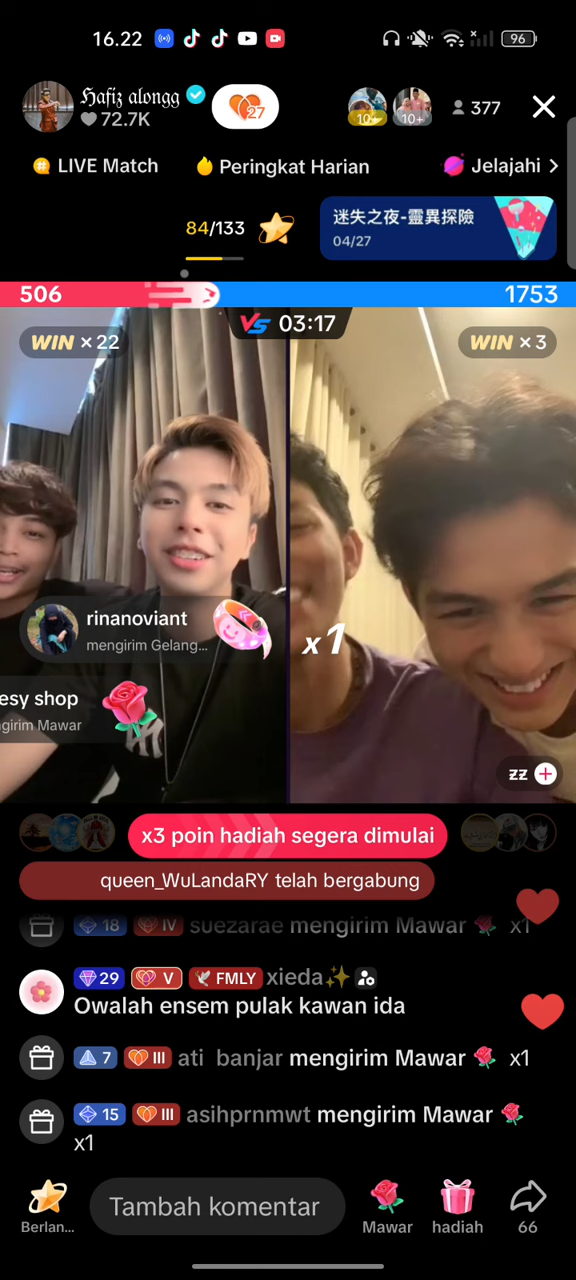 16.22
96
ℌafiz alongg
72.7K
27
10+
10+
377
LIVE Match
Peringkat Harian
Jelajahi
84/133
迷失之夜-靈異探險
04/27
506
1753
VS 03:17
WIN ×22
WIN ×3
rinanoviant
mengirim Gelang...
x1
esy shop
girim Mawar
zz
x3 poin hadiah segera dimulai
queen_WuLandaRY telah bergabung
18 IV suezarae mengirim Mawar x1
29 V FMLY xieda✨
Owalah ensem pulak kawan ida
7 III ati banjar mengirim Mawar 🌹 x1
15 III asihprnmwt mengirim Mawar 🌹
x1
Berlan...
Tambah komentar
Mawar
hadiah
66